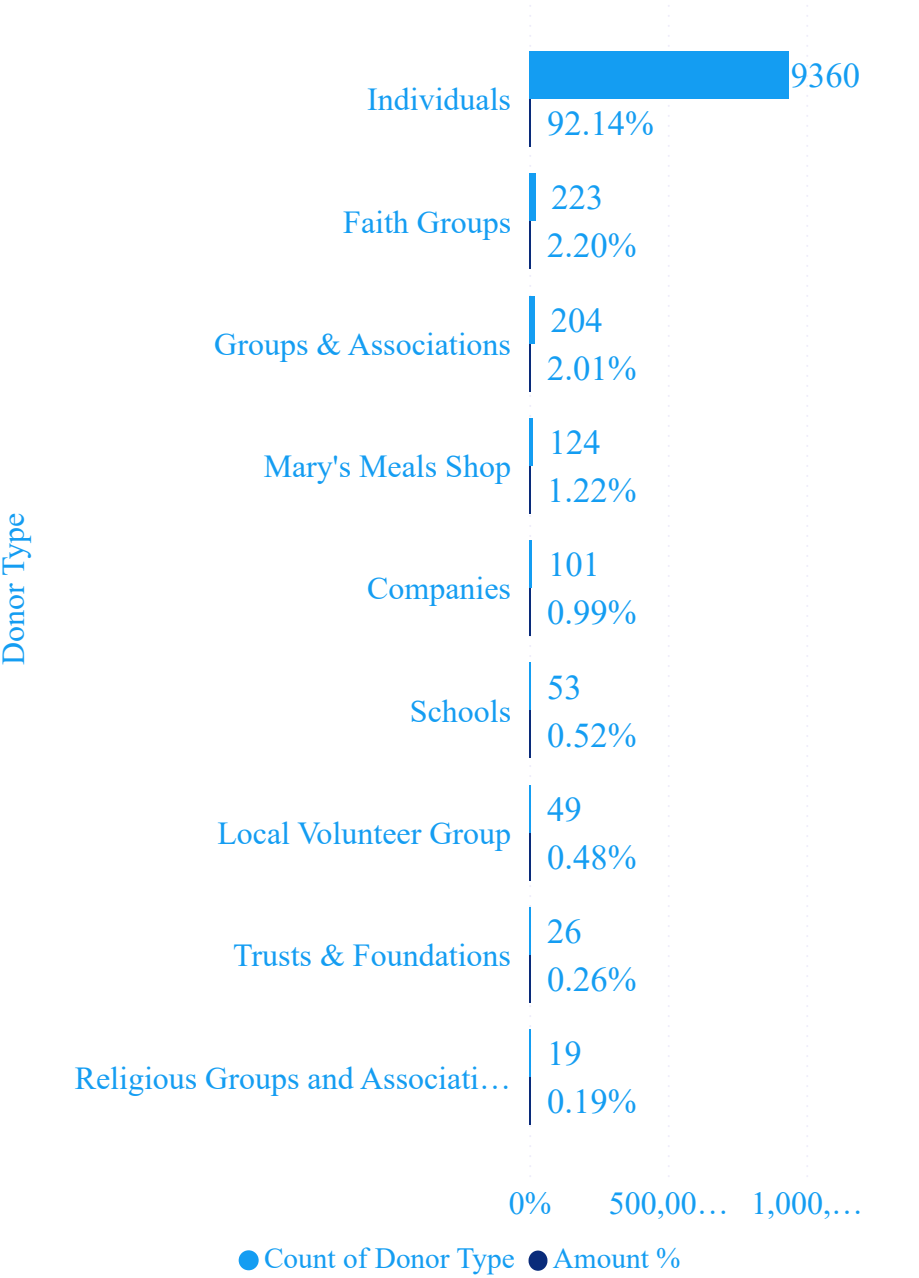 Donor Type
Individuals
9360
92.14%
Faith Groups
223
2.20%
Groups & Associations
204
2.01%
Mary's Meals Shop
124
1.22%
Companies
101
0.99%
Schools
53
0.52%
Local Volunteer Group
49
0.48%
Trusts & Foundations
26
0.26%
Religious Groups and Associati…
19
0.19%
0% 500,00… 1,000,…
Count of Donor Type Amount %